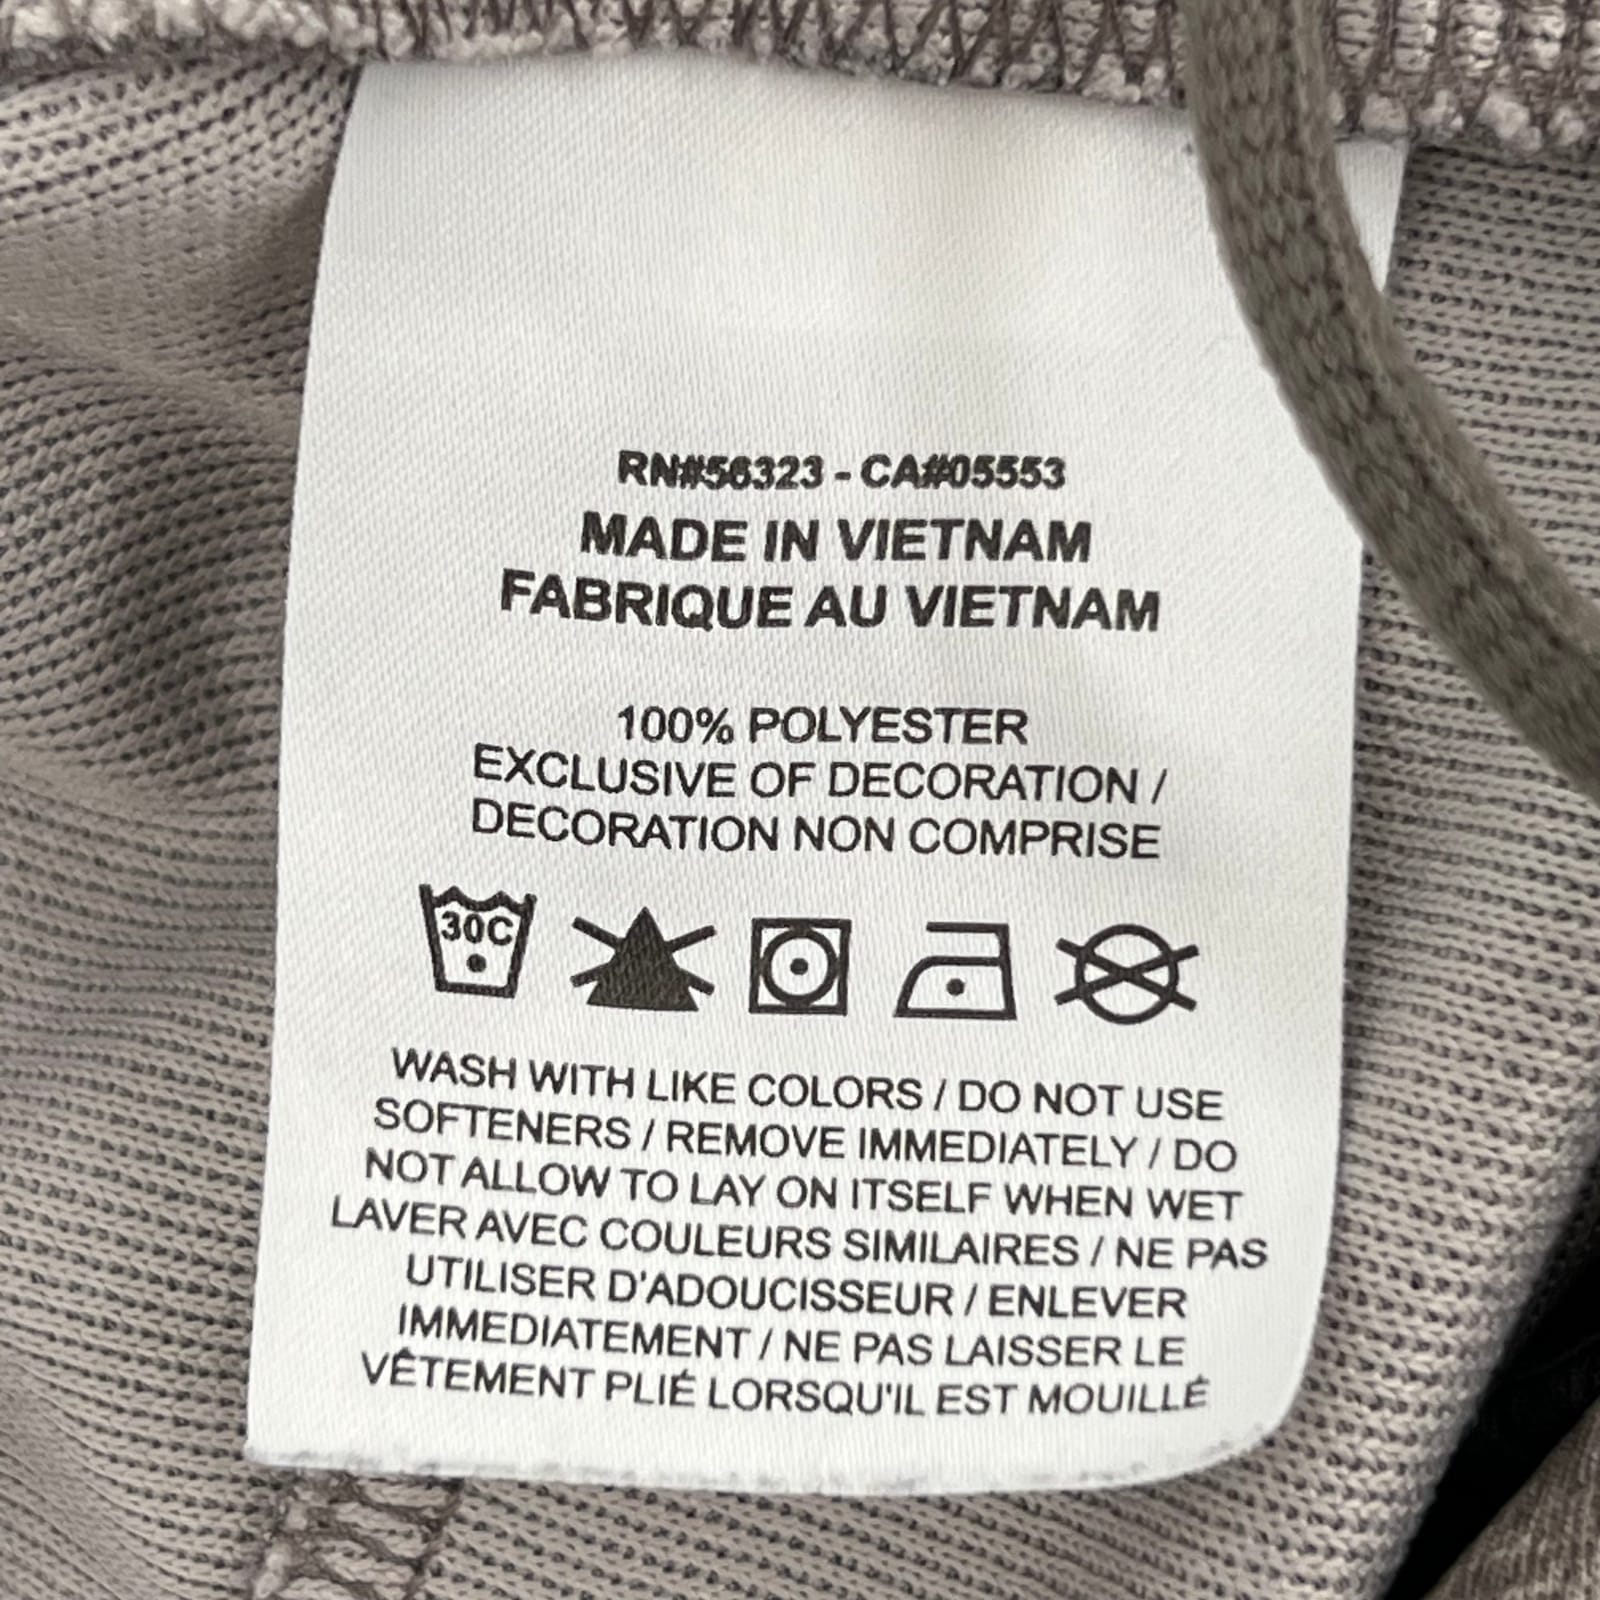 RN#56323 - CA#05553
MADE IN VIETNAM
FABRIQUE AU VIETNAM
100% POLYESTER
EXCLUSIVE OF DECORATION /
DECORATION NON COMPRISE
30C
WASH WITH LIKE COLORS / DO NOT USE
SOFTENERS / REMOVE IMMEDIATELY / DO
NOT ALLOW TO LAY ON ITSELF WHEN WET
LAVER AVEC COULEURS SIMILAIRES / NE PAS
UTILISER D'ADOUCISSEUR / ENLEVER
IMMEDIATEMENT / NE PAS LAISSER LE
VÊTEMENT PLIÉ LORSQU'IL EST MOUILLÉ